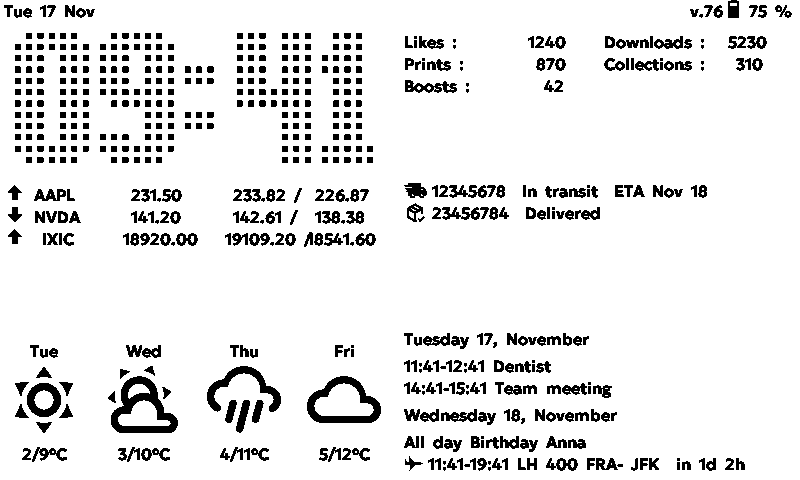 Tue 17 Nov
v.76 75 %
09:41
Likes : 1240 Downloads : 5230
Prints : 870 Collections : 310
Boosts : 42
AAPL 231.50 233.82 / 226.87
NVDA 141.20 142.61 / 138.38
IXIC 18920.00 19109.20 /18541.60
12345678 In transit ETA Nov 18
23456784 Delivered
Tue Wed Thu Fri
2/9°C 3/10°C 4/11°C 5/12°C
Tuesday 17, November
11:41-12:41 Dentist
14:41-15:41 Team meeting
Wednesday 18, November
All day Birthday Anna
11:41-19:41 LH 400 FRA- JFK in 1d 2h